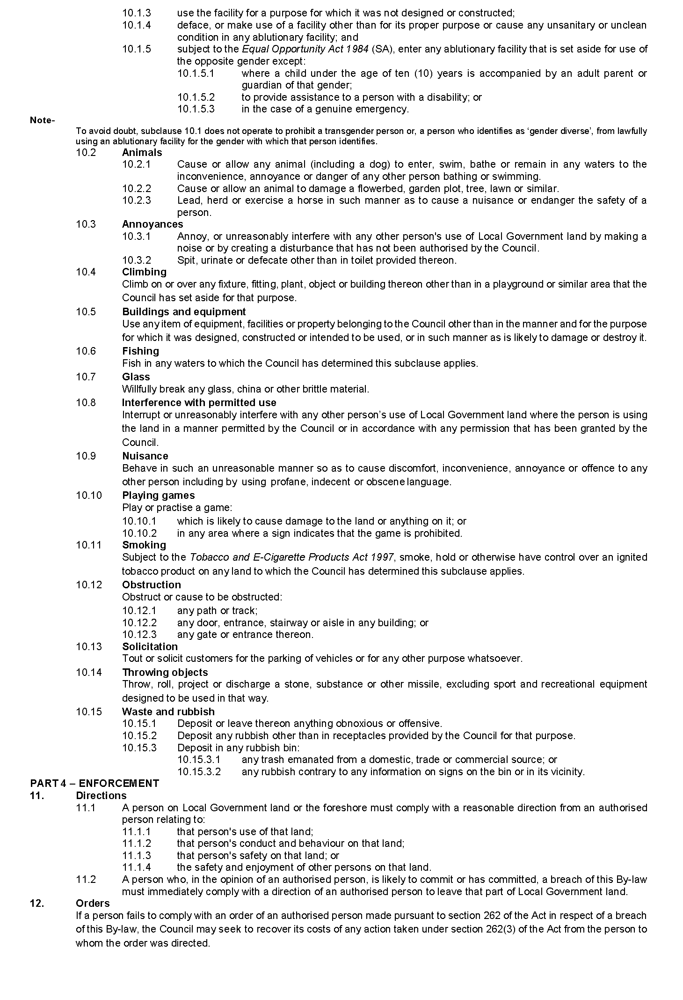 10.1.3 use the facility for a purpose for which it was not designed or constructed;
10.1.4 deface, or make use of a facility other than for its proper purpose or cause any unsanitary or unclean
condition in any ablutionary facility; and
10.1.5 subject to the Equal Opportunity Act 1984 (SA), enter any ablutionary facility that is set aside for use of
the opposite gender except:
10.1.5.1 where a child under the age of ten (10) years is accompanied by an adult parent or
guardian of that gender;
10.1.5.2 to provide assistance to a person with a disability; or
10.1.5.3 in the case of a genuine emergency.
Note-
To avoid doubt, subclause 10.1 does not operate to prohibit a transgender person or, a person who identifies as ‘gender diverse’, from lawfully
using an ablutionary facility for the gender with which that person identifies.
10.2 Animals
10.2.1 Cause or allow any animal (including a dog) to enter, swim, bathe or remain in any waters to the
inconvenience, annoyance or danger of any other person bathing or swimming.
10.2.2 Cause or allow an animal to damage a flowerbed, garden plot, tree, lawn or similar.
10.2.3 Lead, herd or exercise a horse in such manner as to cause a nuisance or endanger the safety of a
person.
10.3 Annoyances
10.3.1 Annoy, or unreasonably interfere with any other person's use of Local Government land by making a
noise or by creating a disturbance that has not been authorised by the Council.
10.3.2 Spit, urinate or defecate other than in toilet provided thereon.
10.4 Climbing
Climb on or over any fixture, fitting, plant, object or building thereon other than in a playground or similar area that the
Council has set aside for that purpose.
10.5 Buildings and equipment
Use any item of equipment, facilities or property belonging to the Council other than in the manner and for the purpose
for which it was designed, constructed or intended to be used, or in such manner as is likely to damage or destroy it.
10.6 Fishing
Fish in any waters to which the Council has determined this subclause applies.
10.7 Glass
Willfully break any glass, china or other brittle material.
10.8 Interference with permitted use
Interrupt or unreasonably interfere with any other person’s use of Local Government land where the person is using
the land in a manner permitted by the Council or in accordance with any permission that has been granted by the
Council.
10.9 Nuisance
Behave in such an unreasonable manner so as to cause discomfort, inconvenience, annoyance or offence to any
other person including by using profane, indecent or obscene language.
10.10 Playing games
Play or practise a game:
10.10.1 which is likely to cause damage to the land or anything on it; or
10.10.2 in any area where a sign indicates that the game is prohibited.
10.11 Smoking
Subject to the Tobacco and E-Cigarette Products Act 1997, smoke, hold or otherwise have control over an ignited
tobacco product on any land to which the Council has determined this subclause applies.
10.12 Obstruction
Obstruct or cause to be obstructed:
10.12.1 any path or track;
10.12.2 any door, entrance, stairway or aisle in any building; or
10.12.3 any gate or entrance thereon.
10.13 Solicitation
Tout or solicit customers for the parking of vehicles or for any other purpose whatsoever.
10.14 Throwing objects
Throw, roll, project or discharge a stone, substance or other missile, excluding sport and recreational equipment
designed to be used in that way.
10.15 Waste and rubbish
10.15.1 Deposit or leave thereon anything obnoxious or offensive.
10.15.2 Deposit any rubbish other than in receptacles provided by the Council for that purpose.
10.15.3 Deposit in any rubbish bin:
10.15.3.1 any trash emanated from a domestic, trade or commercial source; or
10.15.3.2 any rubbish contrary to any information on signs on the bin or in its vicinity.
PART 4 – ENFORCEMENT
11. Directions
11.1 A person on Local Government land or the foreshore must comply with a reasonable direction from an authorised
person relating to:
11.1.1 that person's use of that land;
11.1.2 that person's conduct and behaviour on that land;
11.1.3 that person's safety on that land; or
11.1.4 the safety and enjoyment of other persons on that land.
11.2 A person who, in the opinion of an authorised person, is likely to commit or has committed, a breach of this By-law
must immediately comply with a direction of an authorised person to leave that part of Local Government land.
12. Orders
If a person fails to comply with an order of an authorised person made pursuant to section 262 of the Act in respect of a breach
of this By-law, the Council may seek to recover its costs of any action taken under section 262(3) of the Act from the person to
whom the order was directed.